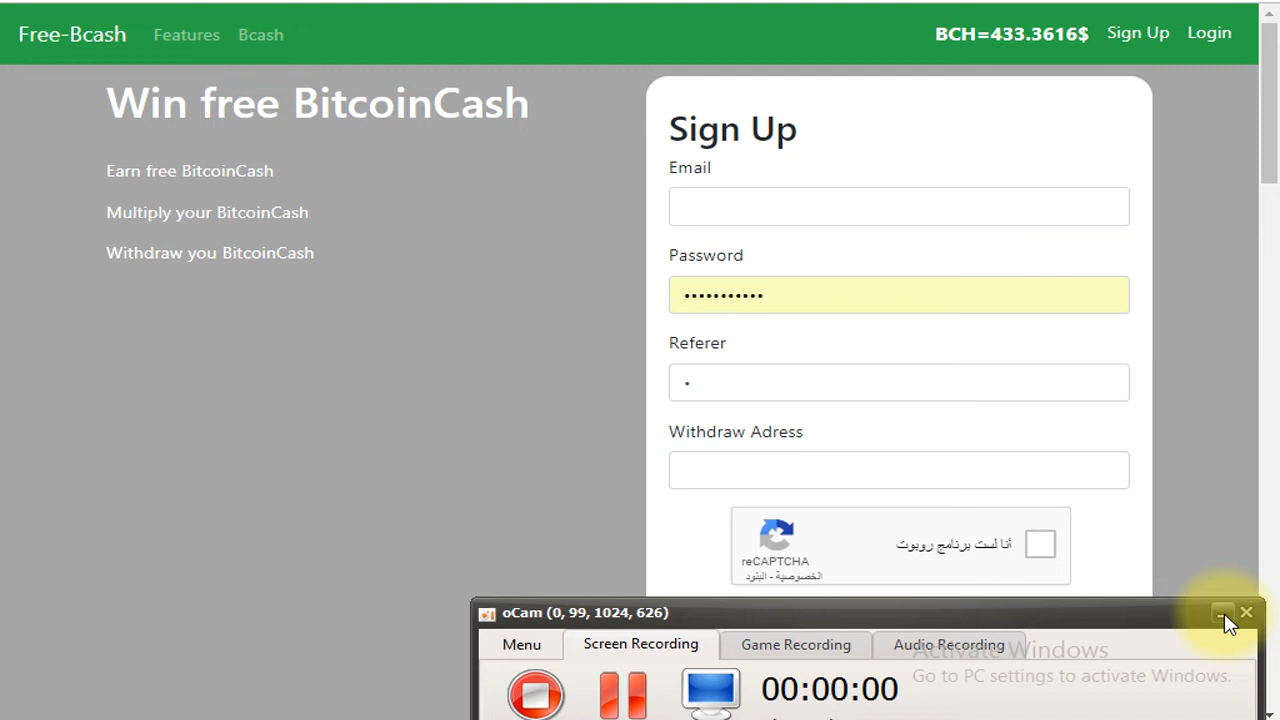 Free-Bcash Features Bcash BCH=433.3616$ Sign Up Login
Win free BitcoinCash
Earn free BitcoinCash
Multiply your BitcoinCash
Withdraw you BitcoinCash
Sign Up
Email
Password
•••••••••••
Referer
•
Withdraw Adress
أنا لست برنامج روبوت
reCAPTCHA
الخصوصية - البنود
oCam (0, 99, 1024, 626)
Menu Screen Recording Game Recording Audio Recording
Activate Windows
Go to PC settings to activate Windows.
00:00:00